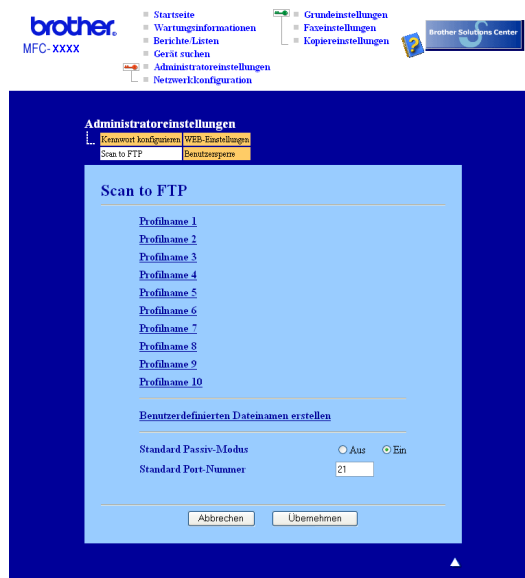 brother.
MFC-XXXX
Startseite
Wartungsinformationen
Berichte/Listen
Gerät suchen
Administratoreinstellungen
Netzwerkkonfiguration
Grundeinstellungen
Faxeinstellungen
Kopiereinstellungen
Brother Solutions Center
Administratoreinstellungen
Kennwort konfigurieren WEB-Einstellungen
Scan to FTP Benutzersperre
Scan to FTP
Profilname 1
Profilname 2
Profilname 3
Profilname 4
Profilname 5
Profilname 6
Profilname 7
Profilname 8
Profilname 9
Profilname 10
Benutzerdefinierten Dateinamen erstellen
Standard Passiv-Modus Aus Ein
Standard Port-Nummer 21
Abbrechen Übernehmen